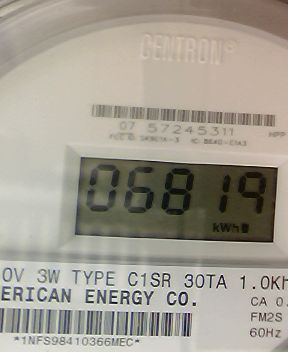 CENTRON®
07 57245311
06819
kWh
0V 3W TYPE C1SR 30TA 1.0Kh
ERICAN ENERGY CO.
CA 0.
FM2S
60Hz
*1NFS98410366MEC*